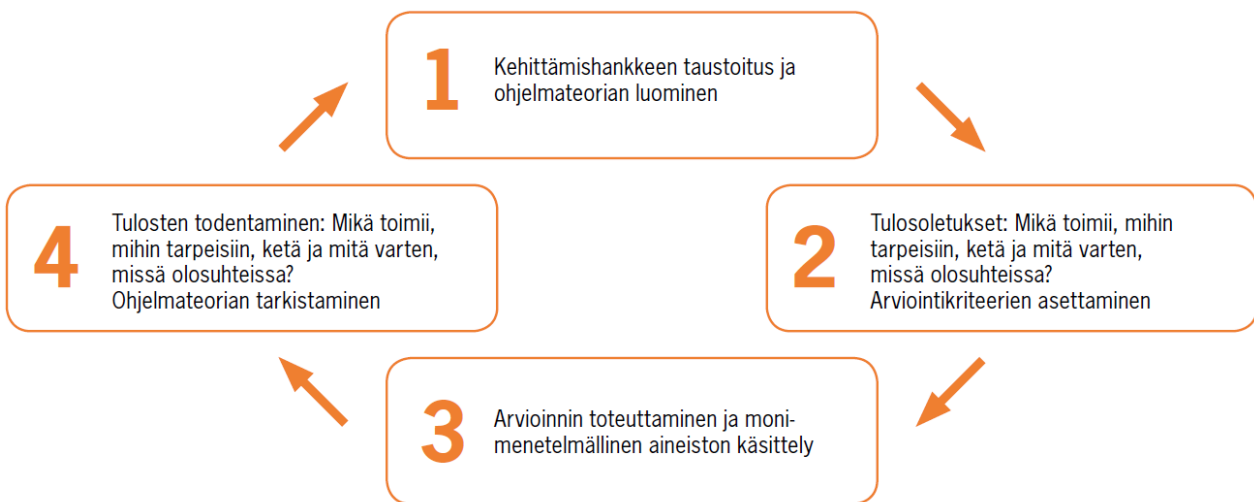 1
Kehittämishankkeen taustoitus ja
ohjelmateorian luominen
2
Tulosoletukset: Mikä toimii, mihin
tarpeisiin, ketä ja mitä varten,
missä olosuhteissa?
Arviointikriteerien asettaminen
3
Arvioinnin toteuttaminen ja moni-
menetelmällinen aineiston käsittely
4
Tulosten todentaminen: Mikä toimii,
mihin tarpeisiin, ketä ja mitä varten,
missä olosuhteissa?
Ohjelmateorian tarkistaminen